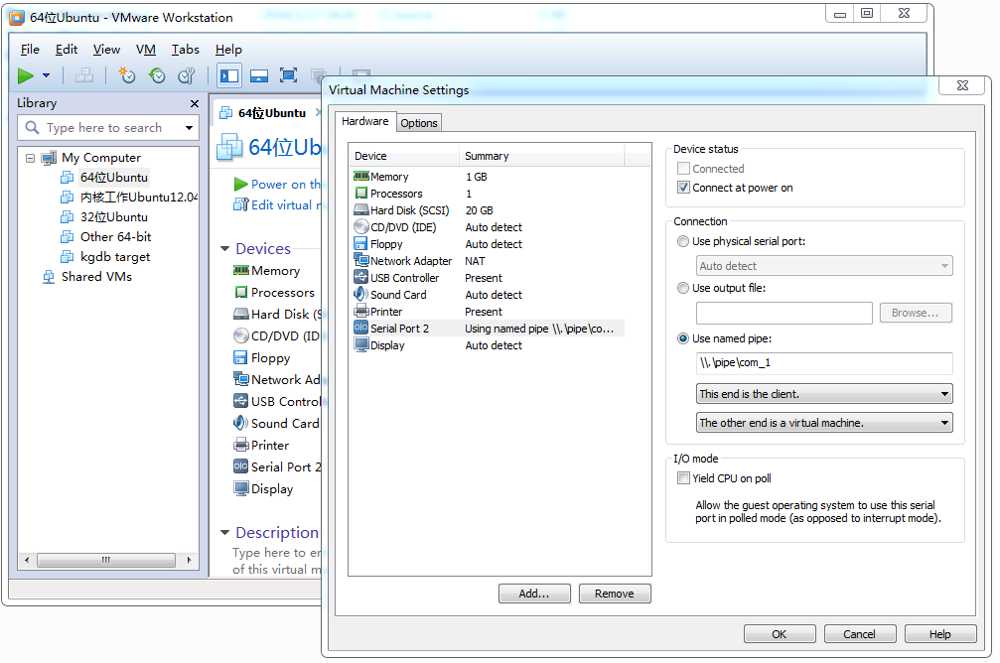 64位Ubuntu - VMware Workstation
File Edit View VM Tabs Help
Library
Type here to search
My Computer
64位Ubuntu
内核工作Ubuntu12.04
32位Ubuntu
Other 64-bit
kgdb target
Shared VMs
64位Ubuntu
64位Ub
Power on th
Edit virtual
Devices
Memory
Processors
Hard Disk (S
CD/DVD (ID
Floppy
Network Ad
USB Control
Sound Card
Printer
Serial Port 2
Display
Description
Type here to er
of this virtual m
Virtual Machine Settings
Hardware Options
Device Summary
Memory 1 GB
Processors 1
Hard Disk (SCSI) 20 GB
CD/DVD (IDE) Auto detect
Floppy Auto detect
Network Adapter NAT
USB Controller Present
Sound Card Auto detect
Printer Present
Serial Port 2 Using named pipe \\.\pipe\co...
Display Auto detect
Add... Remove
Device status
Connected
Connect at power on
Connection
Use physical serial port:
Auto detect
Use output file:
Browse...
Use named pipe:
\\.\pipe\com_1
This end is the client.
The other end is a virtual machine.
I/O mode
Yield CPU on poll
Allow the guest operating system to use this serial
port in polled mode (as opposed to interrupt mode).
OK Cancel Help